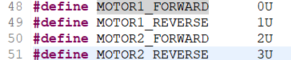 48 #define MOTOR1_FORWARD 0U
49 #define MOTOR1_REVERSE 1U
50 #define MOTOR2_FORWARD 2U
51 #define MOTOR2_REVERSE 3U